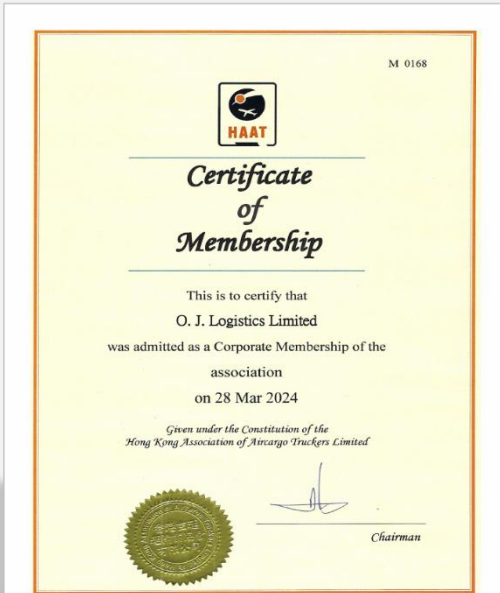 M 0168
HAAT
Certificate
of
Membership
This is to certify that
O. J. Logistics Limited
was admitted as a Corporate Membership of the
association
on 28 Mar 2024
Given under the Constitution of the
Hong Kong Association of Aircargo Truckers Limited
Chairman